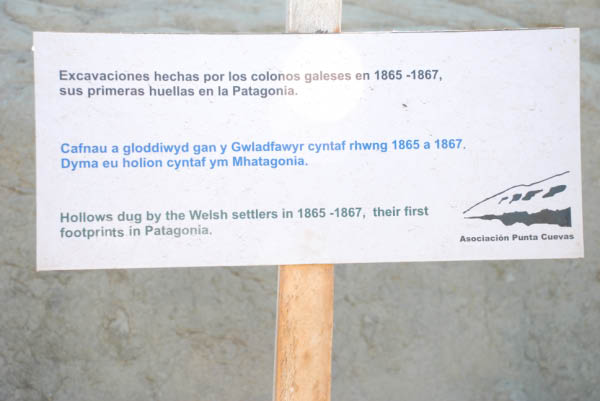 Excavaciones hechas por los colonos galeses en 1865 -1867,
sus primeras huellas en la Patagonia.
Cafnau a gloddiwyd gan y Gwladfawyr cyntaf rhwng 1865 a 1867.
Dyma eu holion cyntaf ym Mhatagonia.
Hollows dug by the Welsh settlers in 1865 -1867, their first
footprints in Patagonia.
Asociación Punta Cuevas